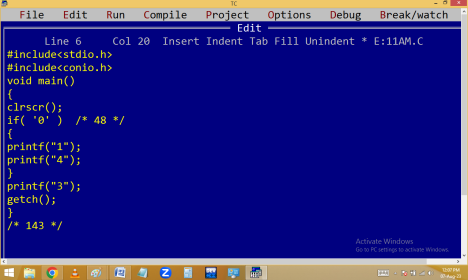 TC
File Edit Run Compile Project Options Debug Break/watch
Edit
Line 6 Col 20 Insert Indent Tab Fill Unindent * E:11AM.C
#include<stdio.h>
#include<conio.h>
void main()
{
clrscr();
if( '0' ) /* 48 */
{
printf("1");
printf("4");
}
printf("3");
getch();
}
/* 143 */
Activate Windows
Go to PC settings to activate Windows.